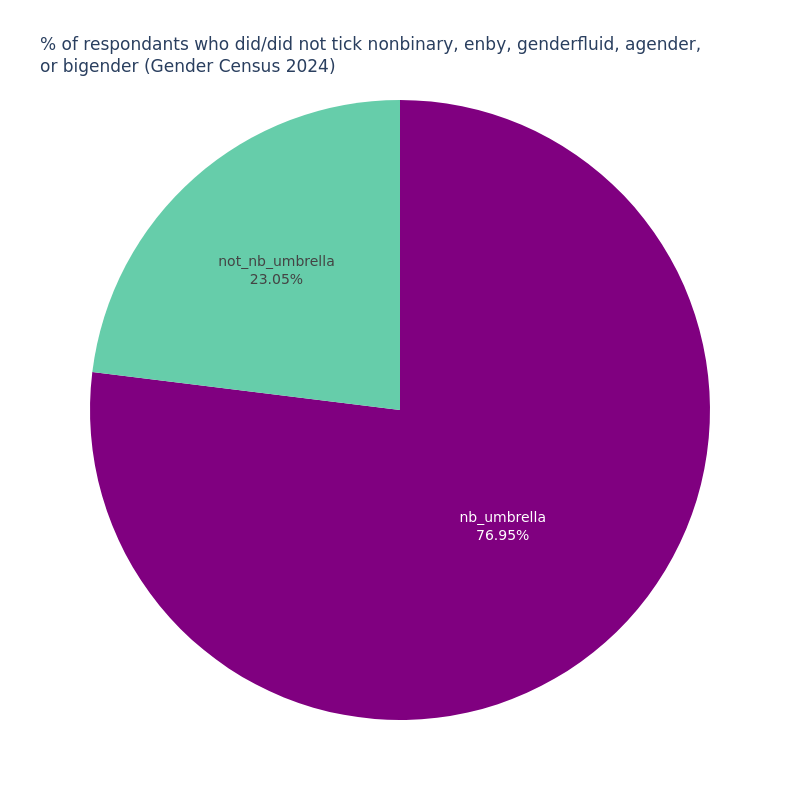 % of respondants who did/did not tick nonbinary, enby, genderfluid, agender,
or bigender (Gender Census 2024)
not_nb_umbrella
23.05%
nb_umbrella
76.95%